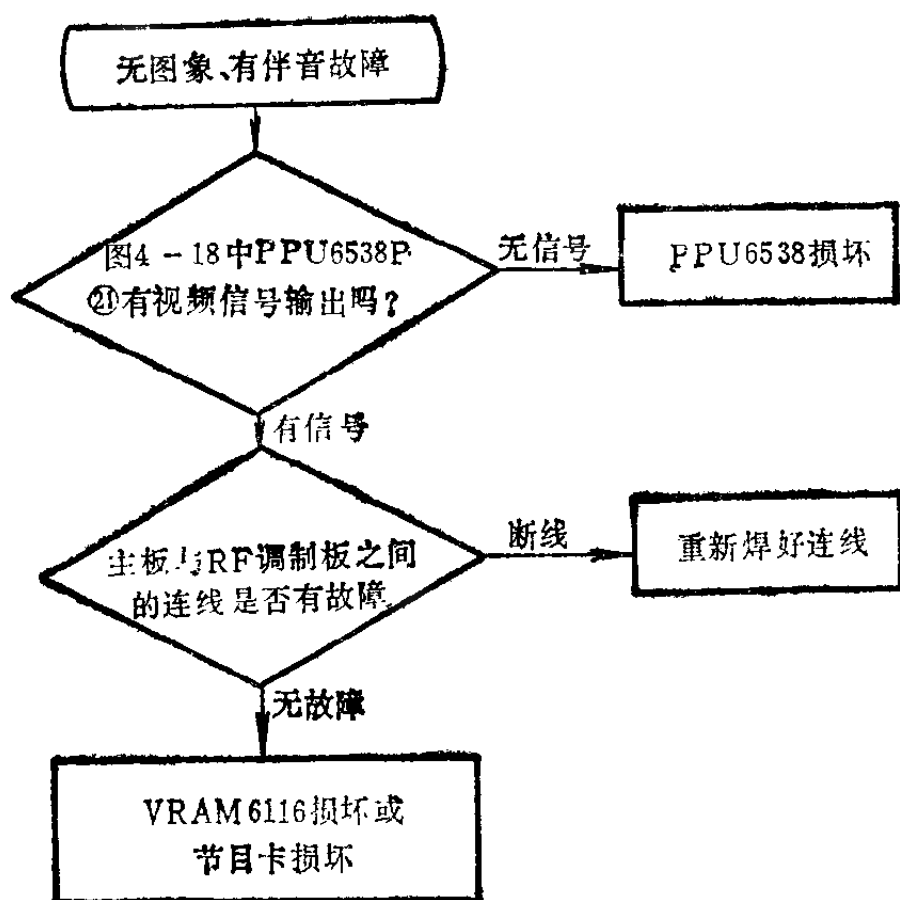 无图象、有伴音故障
图4-18中PPU6538P
㉑有视频信号输出吗？
无信号
PPU6538损坏
有信号
主板与RF调制板之间
的连线是否有故障
断线
重新焊好连线
无故障
VRAM6116损坏或
节目卡损坏